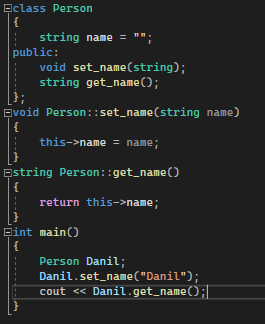 class Person
{
string name = "";
public:
void set_name(string);
string get_name();
};
void Person::set_name(string name)
{
this->name = name;
}
string Person::get_name()
{
return this->name;
}
int main()
{
Person Danil;
Danil.set_name("Danil");
cout << Danil.get_name();
}